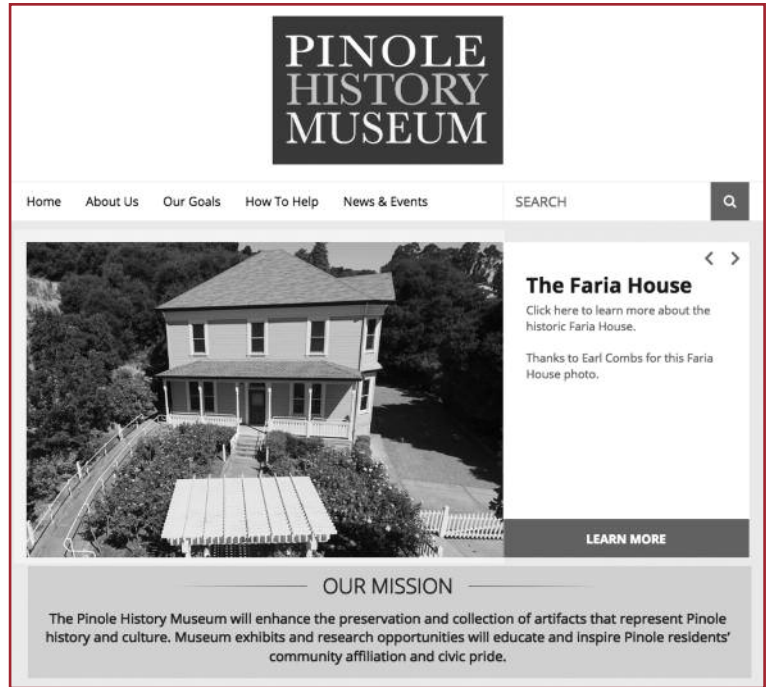 PINOLE
HISTORY
MUSEUM
Home About Us Our Goals How To Help News & Events SEARCH
The Faria House
Click here to learn more about the
historic Faria House.
Thanks to Earl Combs for this Faria
House photo.
LEARN MORE
OUR MISSION
The Pinole History Museum will enhance the preservation and collection of artifacts that represent Pinole
history and culture. Museum exhibits and research opportunities will educate and inspire Pinole residents’
community affiliation and civic pride.